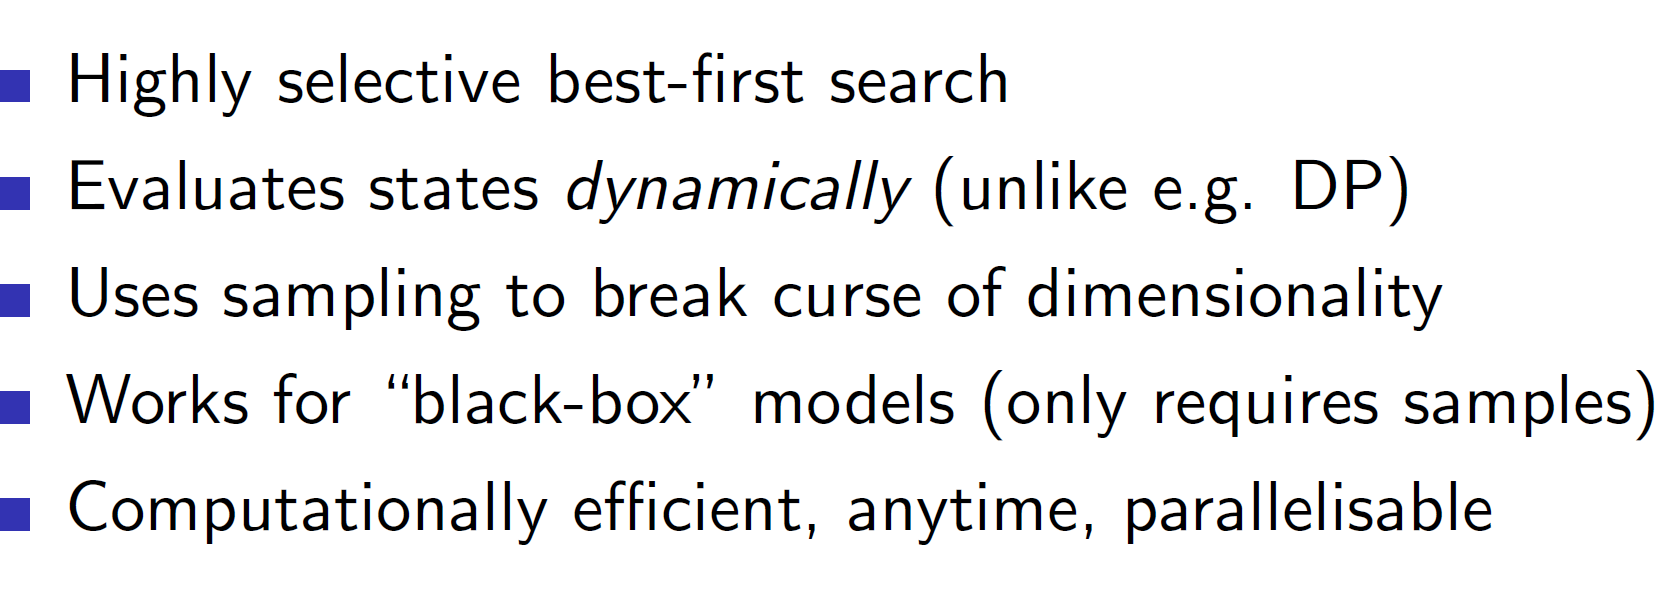 Highly selective best-first search
Evaluates states dynamically (unlike e.g. DP)
Uses sampling to break curse of dimensionality
Works for “black-box” models (only requires samples)
Computationally efficient, anytime, parallelisable